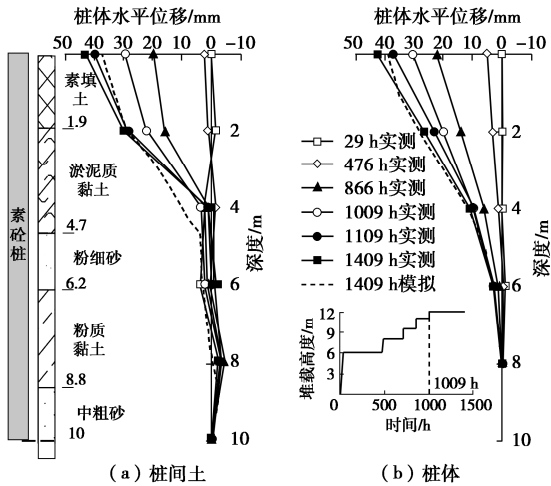 桩体水平位移/mm
50 40 30 20 10 0 −10
素填
土
1.9
淤泥质
黏土
4.7
粉细砂
6.2
粉质
黏土
8.8
中粗砂
10
素砼桩
2
4
6
8
10
深度/m
(a) 桩间土
桩体水平位移/mm
50 40 30 20 10 0 −10
29 h实测
476 h实测
866 h实测
1009 h实测
1109 h实测
1409 h实测
1409 h模拟
2
4
6
8
10
深度/m
堆载高度/m
12
9
6
3
0 500 1000 1500
1009 h
时间/h
(b) 桩体